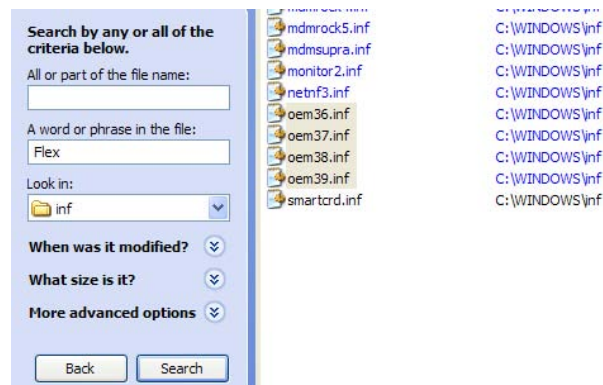 Search by any or all of the
criteria below.
All or part of the file name:
A word or phrase in the file:
Flex
Look in:
inf
When was it modified?
What size is it?
More advanced options
Back
Search
mdmrock5.inf C:\WINDOWS\inf
mdmsupra.inf C:\WINDOWS\inf
monitor2.inf C:\WINDOWS\inf
netnf3.inf C:\WINDOWS\inf
oem36.inf C:\WINDOWS\inf
oem37.inf C:\WINDOWS\inf
oem38.inf C:\WINDOWS\inf
oem39.inf C:\WINDOWS\inf
smartcrd.inf C:\WINDOWS\inf